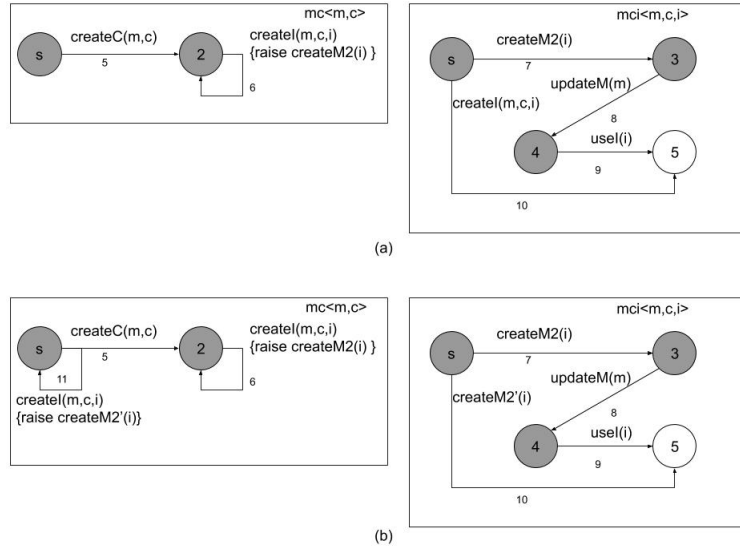 mc<m,c>
s
createC(m,c)
5
2
createI(m,c,i)
{raise createM2(i) }
6
mci<m,c,i>
s
createM2(i)
7
3
createI(m,c,i)
updateM(m)
8
4
useI(i)
9
5
10
(a)
mc<m,c>
s
createC(m,c)
5
2
createI(m,c,i)
{raise createM2(i) }
6
11
createI(m,c,i)
{raise createM2'(i)}
mci<m,c,i>
s
createM2(i)
7
3
createM2'(i)
updateM(m)
8
4
useI(i)
9
5
10
(b)